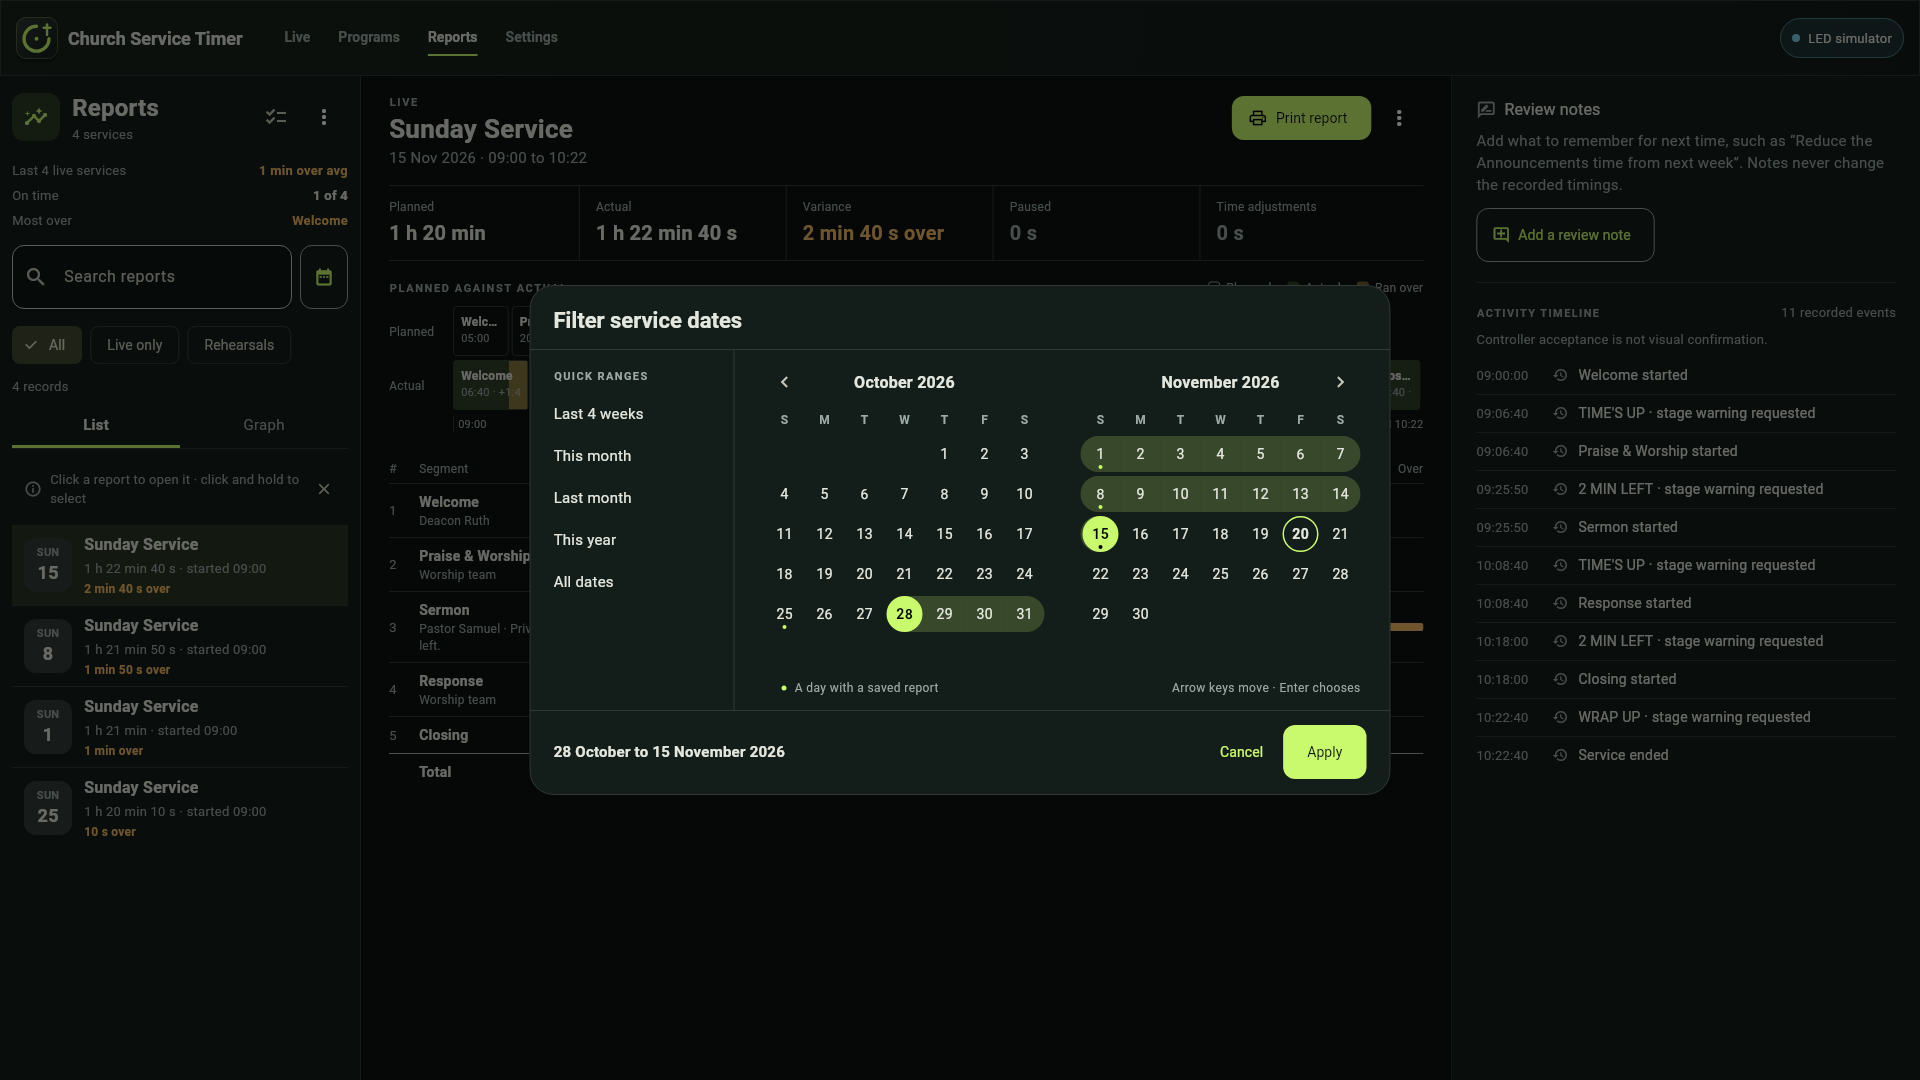 Church Service Timer
Live
Programs
Reports
Settings
LED simulator
Reports
4 services
Last 4 live services
1 min over avg
On time
1 of 4
Most over
Welcome
Search reports
All
Live only
Rehearsals
4 records
List
Graph
Click a report to open it · click and hold to
select
SUN
15
Sunday Service
1 h 22 min 40 s · started 09:00
2 min 40 s over
SUN
8
Sunday Service
1 h 21 min 50 s · started 09:00
1 min 50 s over
SUN
1
Sunday Service
1 h 21 min · started 09:00
1 min over
SUN
25
Sunday Service
1 h 20 min 10 s · started 09:00
10 s over
LIVE
Sunday Service
15 Nov 2026 · 09:00 to 10:22
Print report
Planned
1 h 20 min
Actual
1 h 22 min 40 s
Variance
2 min 40 s over
Paused
0 s
Time adjustments
0 s
PLANNED AGAINST
Ran over
Planned
Welc...
05:00
Actual
Welcome
06:40 · +1:4
09:00
10:22
# Segment
Over
1
Welcome
Deacon Ruth
2
Praise & Worship
Worship team
3
Sermon
Pastor Samuel ·
left.
4
Response
Worship team
5
Closing
Total
Filter service dates
QUICK RANGES
Last 4 weeks
This month
Last month
This year
All dates
October 2026
S M T W T F S
1 2 3
4 5 6 7 8 9 10
11 12 13 14 15 16 17
18 19 20 21 22 23 24
25 26 27 28 29 30 31
November 2026
S M T W T F S
1 2 3 4 5 6 7
8 9 10 11 12 13 14
15 16 17 18 19 20 21
22 23 24 25 26 27 28
29 30
A day with a saved report
Arrow keys move · Enter chooses
28 October to 15 November 2026
Cancel
Apply
Review notes
Add what to remember for next time, such as “Reduce the
Announcements time from next week”. Notes never change
the recorded timings.
Add a review note
ACTIVITY TIMELINE
11 recorded events
Controller acceptance is not visual confirmation.
09:00:00 Welcome started
09:06:40 TIME'S UP · stage warning requested
09:06:40 Praise & Worship started
09:25:50 2 MIN LEFT · stage warning requested
09:25:50 Sermon started
10:08:40 TIME'S UP · stage warning requested
10:08:40 Response started
10:18:00 2 MIN LEFT · stage warning requested
10:18:00 Closing started
10:22:40 WRAP UP · stage warning requested
10:22:40 Service ended